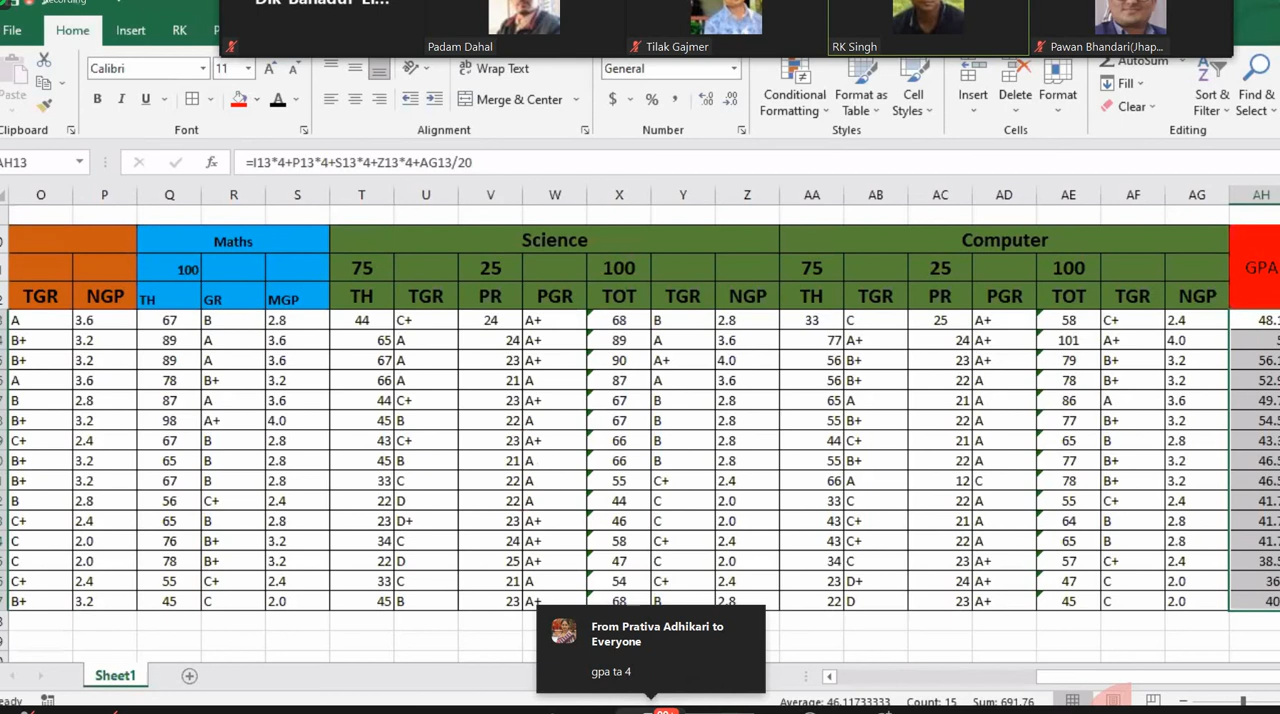 Padam Dahal
Tilak Gajmer
RK Singh
Pawan Bhandari(Jhap...
File Home Insert RK
Calibri 11 Wrap Text General AutoSum
Paste B I U Merge & Center $ % Conditional Formatting Format as Table Cell Styles Insert Delete Format Fill Clear Sort & Filter Find & Select
Clipboard Font Alignment Number Styles Cells Editing
AH13 fx =I13*4+P13*4+S13*4+Z13*4+AG13/20
O P Q R S T U V W X Y Z AA AB AC AD AE AF AG AH
Maths Science Computer
100 75 25 100 75 25 100 GPA
TGR NGP TH GR MGP TH TGR PR PGR TOT TGR NGP TH TGR PR PGR TOT TGR NGP
A 3.6 67 B 2.8 44 C+ 24 A+ 68 B 2.8 33 C 25 A+ 58 C+ 2.4 48.1
B+ 3.2 89 A 3.6 65 A 24 A+ 89 A 3.6 77 A+ 24 A+ 101 A+ 4.0 5
B+ 3.2 89 A 3.6 67 A 23 A+ 90 A+ 4.0 56 B+ 23 A+ 79 B+ 3.2 56.
A 3.6 78 B+ 3.2 66 A 21 A 87 A 3.6 56 B+ 22 A 78 B+ 3.2 52.9
B 2.8 87 A 3.6 44 C+ 23 A+ 67 B 2.8 65 A 21 A 86 A 3.6 49.7
B+ 3.2 98 A+ 4.0 45 B 22 A 67 B 2.8 55 B+ 22 A 77 B+ 3.2 54.5
C+ 2.4 67 B 2.8 43 C+ 23 A+ 66 B 2.8 44 C+ 21 A 65 B 2.8 43.3
B+ 3.2 65 B 2.8 45 B 21 A 66 B 2.8 55 B+ 22 A 77 B+ 3.2 46.5
B+ 3.2 67 B 2.8 33 C 22 A 55 C+ 2.4 66 A 12 C 78 B+ 3.2 46.5
B 2.8 56 C+ 2.4 22 D 22 A 44 C 2.0 33 C 22 A 55 C+ 2.4 41.
C+ 2.4 65 B 2.8 23 D+ 23 A+ 46 C 2.0 43 C+ 21 A 64 B 2.8 41.7
C 2.0 76 B+ 3.2 34 C 24 A+ 58 C+ 2.4 43 C+ 22 A 65 B 2.8 41.7
C 2.0 78 B+ 3.2 22 D 25 A+ 47 C 2.0 34 C 23 A+ 57 C+ 2.4 38.5
C+ 2.4 55 C+ 2.4 33 C 21 A 54 C+ 2.4 23 D+ 24 A+ 47 C 2.0 36
B+ 3.2 45 C 2.0 45 B 23 A+ 68 B 2.8 22 D 23 A+ 45 C 2.0 40
From Prativa Adhikari to
Everyone
gpa ta 4
Sheet1
Average: 46.11733333 Count: 15 Sum: 691.76